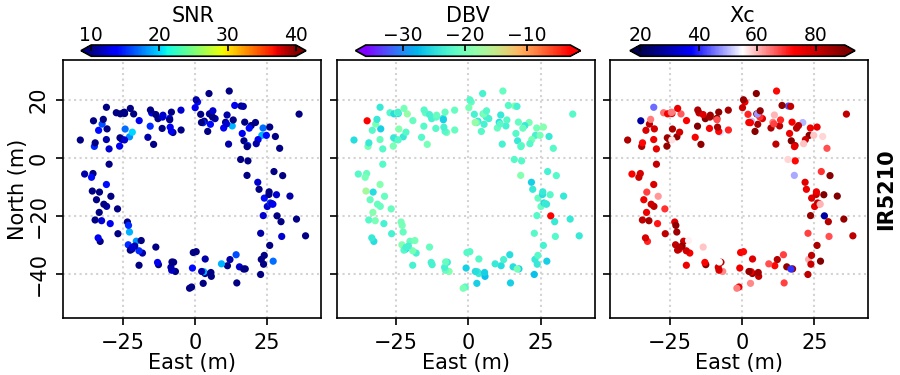 SNR DBV Xc
10 20 30 40 −30 −20 −10 20 40 60 80
20
0
−20
−40
North (m)
IR5210
−25 0 25 −25 0 25 −25 0 25
East (m) East (m) East (m)